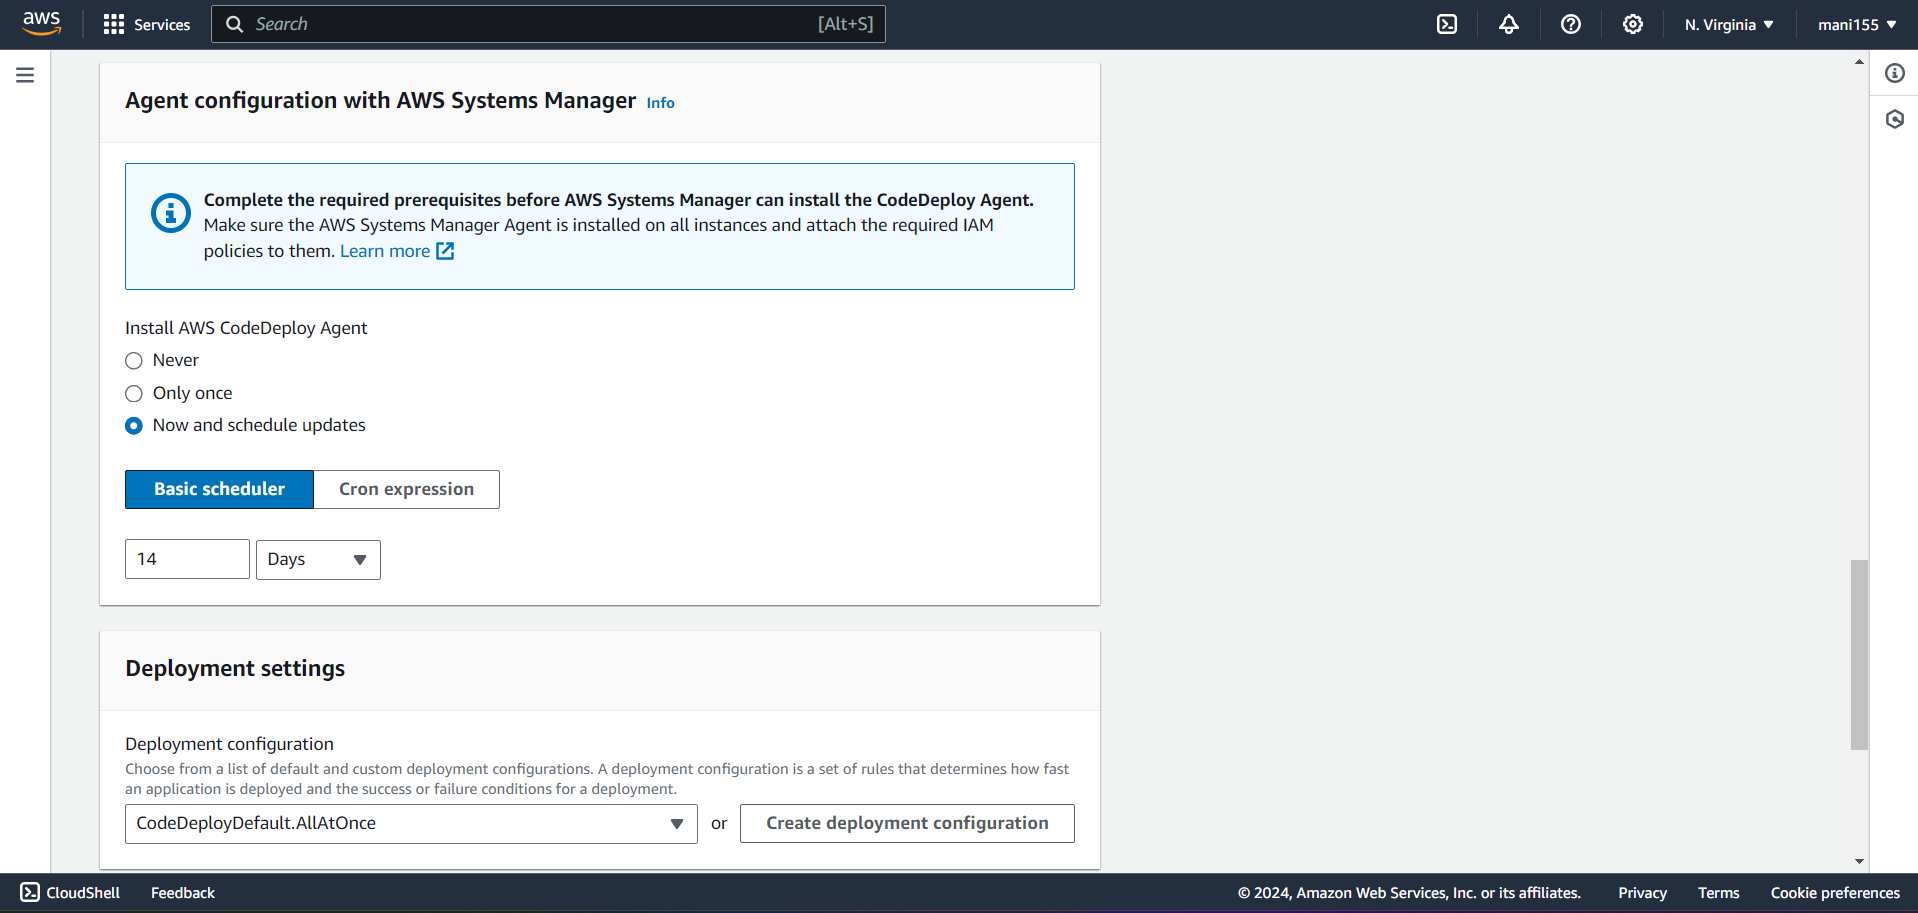 aws
Services
Search
[Alt+S]
N. Virginia
mani155
Agent configuration with AWS Systems Manager Info
Complete the required prerequisites before AWS Systems Manager can install the CodeDeploy Agent.
Make sure the AWS Systems Manager Agent is installed on all instances and attach the required IAM
policies to them. Learn more
Install AWS CodeDeploy Agent
Never
Only once
Now and schedule updates
Basic scheduler
Cron expression
14
Days
Deployment settings
Deployment configuration
Choose from a list of default and custom deployment configurations. A deployment configuration is a set of rules that determines how fast
an application is deployed and the success or failure conditions for a deployment.
CodeDeployDefault.AllAtOnce
or
Create deployment configuration
CloudShell
Feedback
© 2024, Amazon Web Services, Inc. or its affiliates.
Privacy
Terms
Cookie preferences